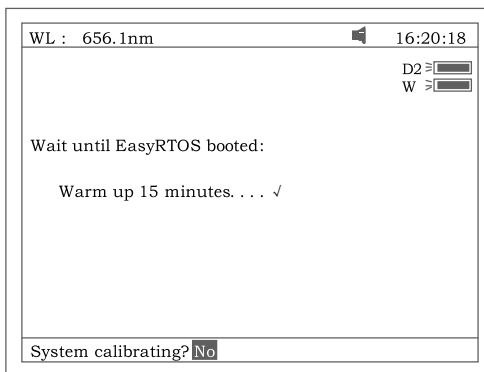 WL : 656.1nm 16:20:18
D2
W
Wait until EasyRTOS booted:
Warm up 15 minutes. . . . √
System calibrating? No